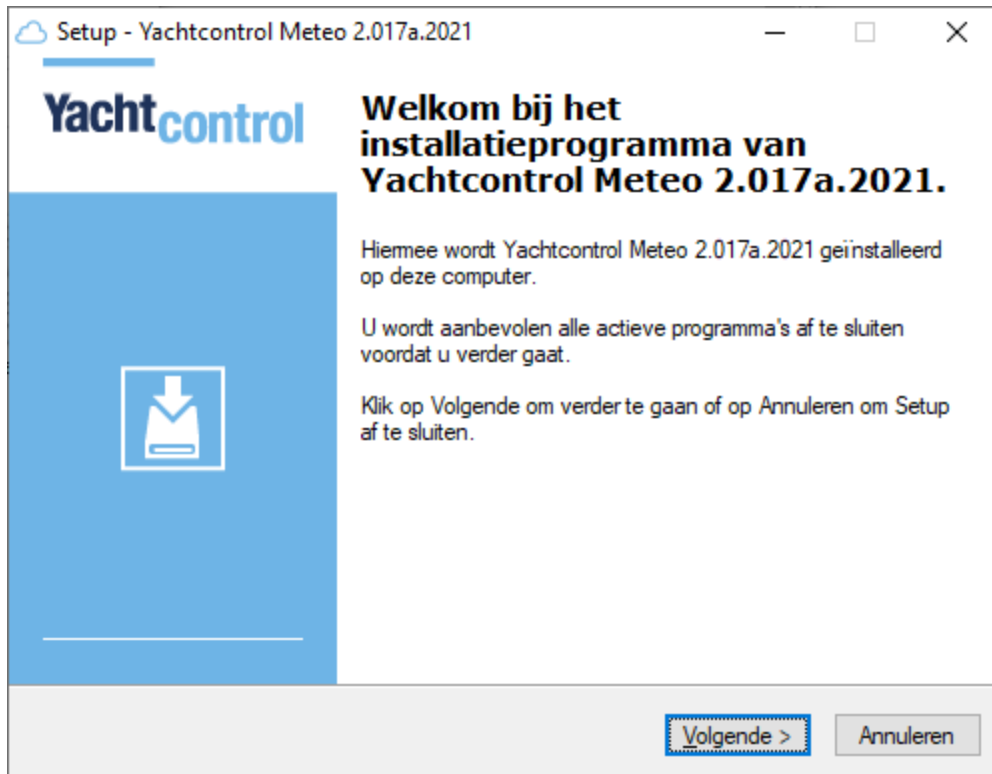 Setup - Yachtcontrol Meteo 2.017a.2021
Yachtcontrol
Welkom bij het
installatieprogramma van
Yachtcontrol Meteo 2.017a.2021.
Hiermee wordt Yachtcontrol Meteo 2.017a.2021 geïnstalleerd
op deze computer.
U wordt aanbevolen alle actieve programma's af te sluiten
voordat u verder gaat.
Klik op Volgende om verder te gaan of op Annuleren om Setup
af te sluiten.
Volgende >
Annuleren